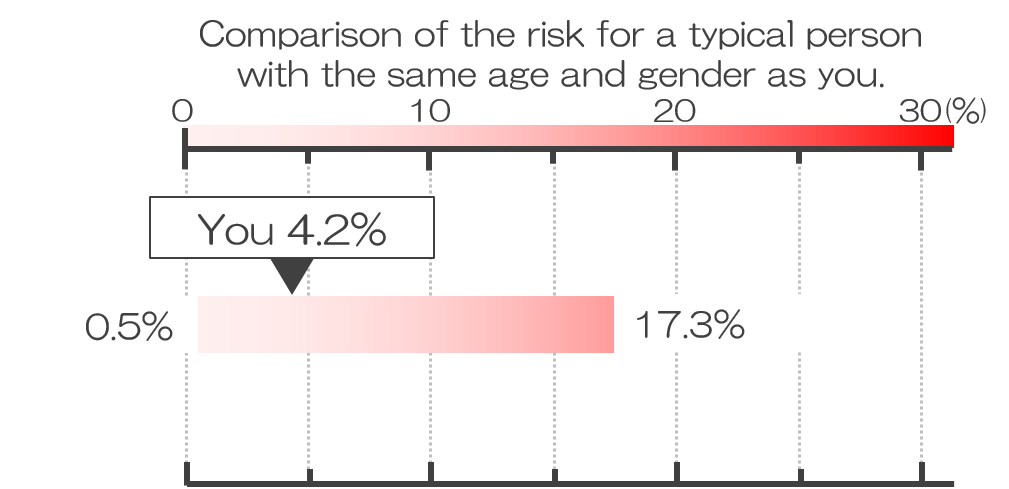 Comparison of the risk for a typical person
with the same age and gender as you.
0 10 20 30(%)
You 4.2%
0.5% 17.3%